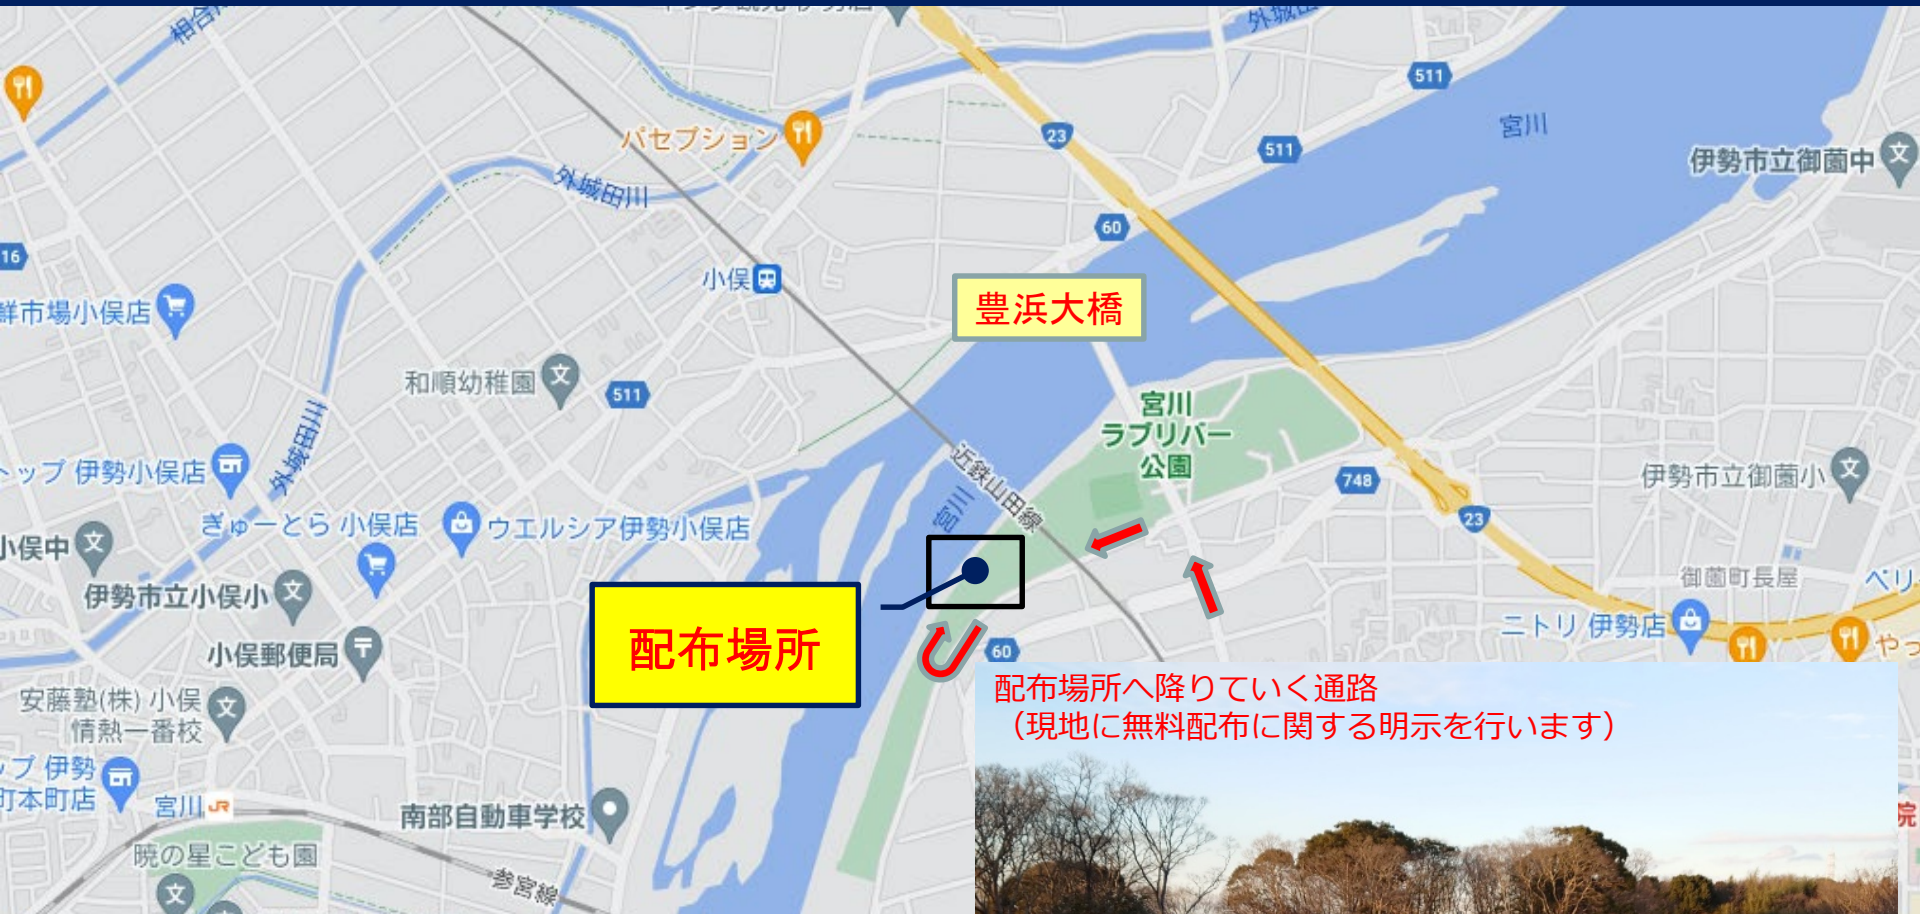 外城田
511
23
宮川
パセプション
511
伊勢市立御薗中
外城田川
60
16
小俣
豊浜大橋
鮮市場小俣店
和順幼稚園
511
外城田川
宮川
ラブリバー
公園
近鉄山田線
トップ 伊勢小俣店
748
伊勢市立御薗小
宮川
23
ぎゅーとら 小俣店
ウエルシア伊勢小俣店
小俣中
伊勢市立小俣小
御薗町長屋
ベリ
ニトリ 伊勢店
配布場所
小俣郵便局
60
やっ
安藤塾(株) 小俣
情熱一番校
配布場所へ降りていく通路
（現地に無料配布に関する明示を行います）
ップ 伊勢
町本町店
宮川 JR
南部自動車学校
院
暁の星こども園
参宮線